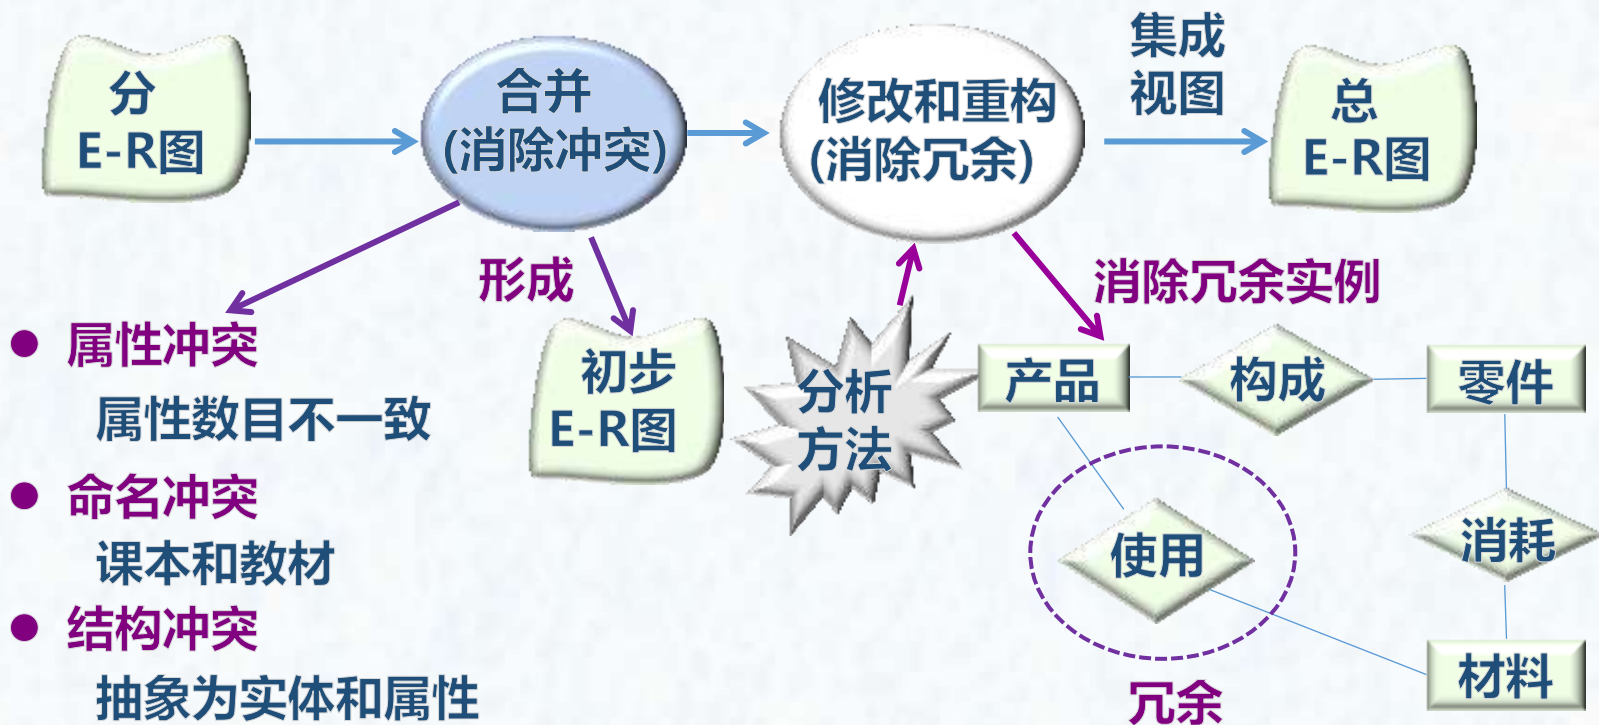 分
E-R图
合并
(消除冲突)
修改和重构
(消除冗余)
集成
视图
总
E-R图
形成
初步
E-R图
● 属性冲突
属性数目不一致
● 命名冲突
课本和教材
● 结构冲突
抽象为实体和属性
分析
方法
消除冗余实例
产品
构成
零件
使用
消耗
材料
冗余